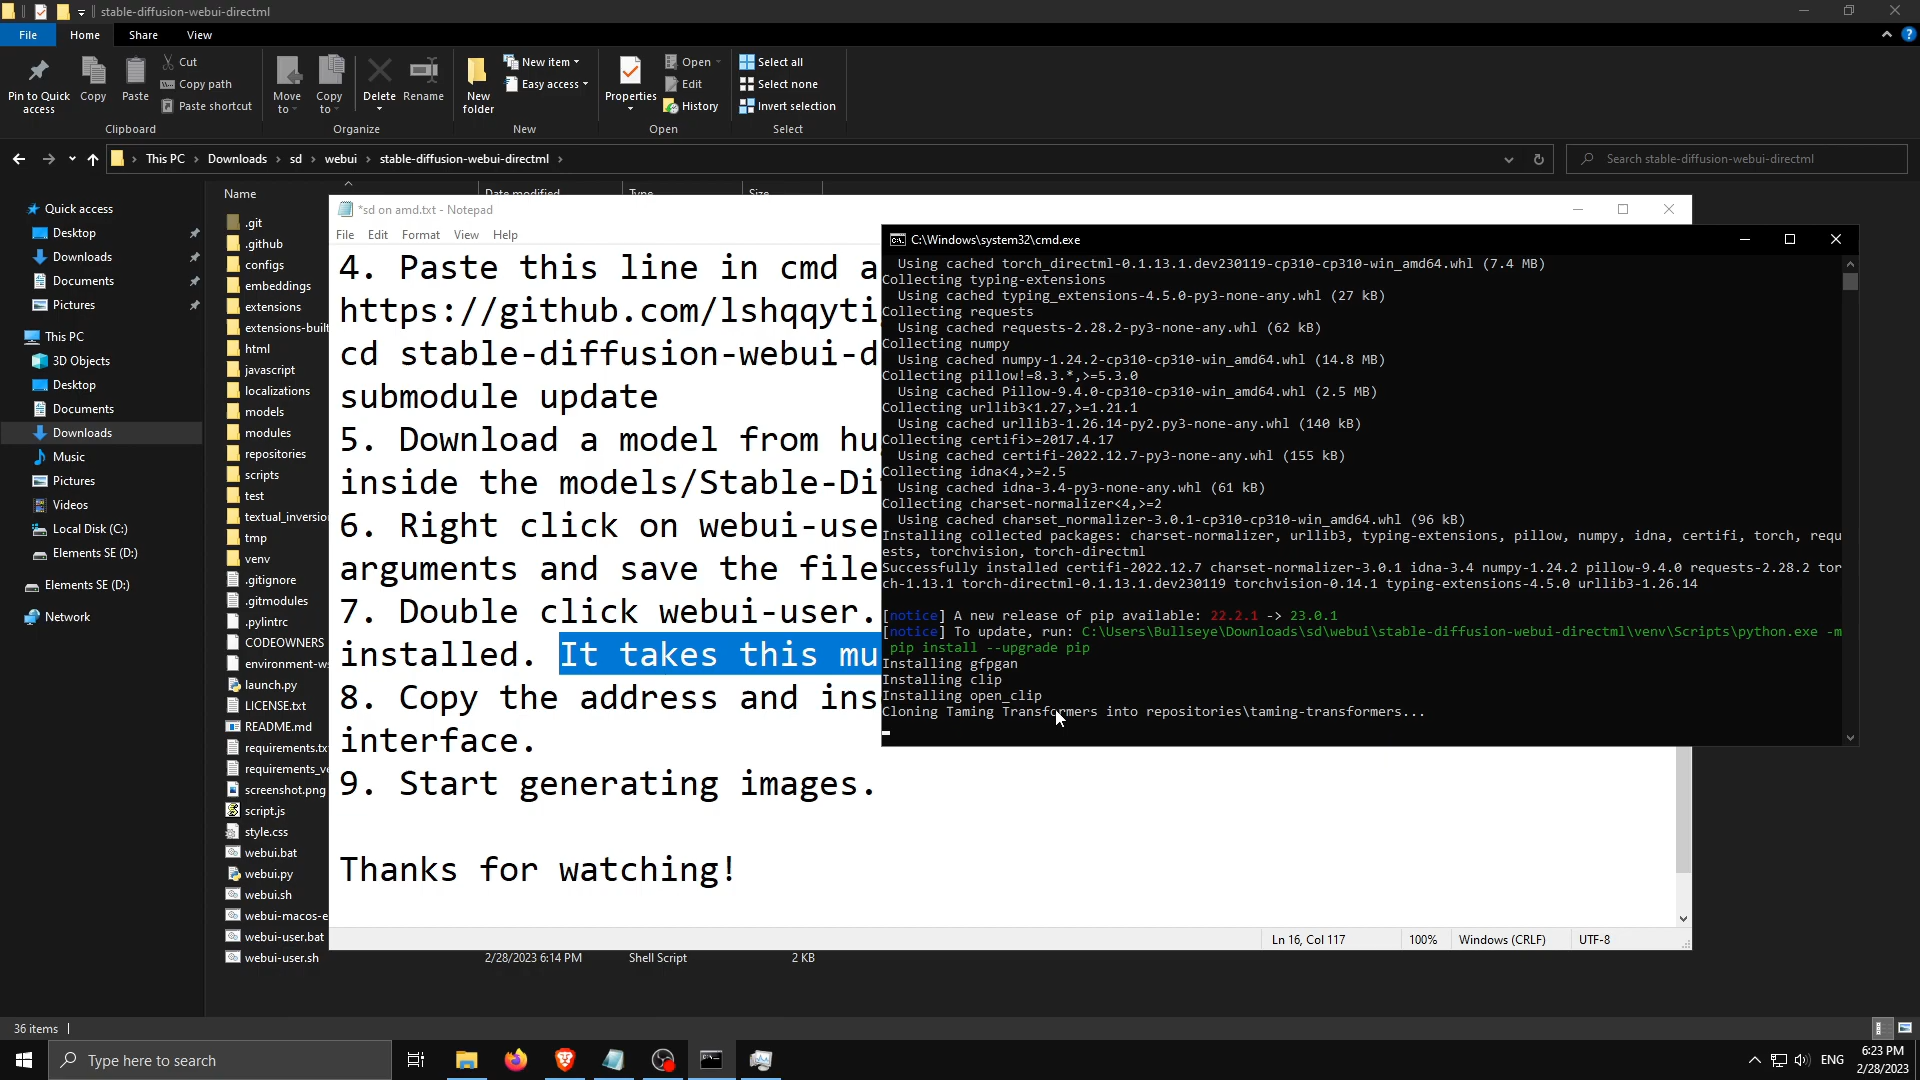 stable-diffusion-webui-directml
File Home Share View
Pin to Quick access
Copy
Paste
Cut
Copy path
Paste shortcut
Clipboard
Move to
Copy to
Delete
Rename
Organize
New folder
New item
Easy access
New
Properties
Open
Edit
History
Open
Select all
Select none
Invert selection
Select
This PC > Downloads > sd > webui > stable-diffusion-webui-directml >
Search stable-diffusion-webui-directml
Quick access
Desktop
Downloads
Documents
Pictures
This PC
3D Objects
Desktop
Documents
Downloads
Music
Pictures
Videos
Local Disk (C:)
Elements SE (D:)
Elements SE (D:)
Network
Name Date modified Type Size
.git
.github
configs
embeddings
extensions
extensions-built
html
javascript
localizations
models
modules
repositories
scripts
test
textual_inversio
tmp
venv
.gitignore
.gitmodules
.pylintrc
CODEOWNERS
environment-ws
launch.py
LICENSE.txt
README.md
requirements.tx
requirements_ve
screenshot.png
script.js
style.css
webui.bat
webui.py
webui.sh
webui-macos-e
webui-user.bat
webui-user.sh 2/28/2023 6:14 PM Shell Script 2 KB
*sd on amd.txt - Notepad
File Edit Format View Help
4. Paste this line in cmd a
https://github.com/lshqqyti
cd stable-diffusion-webui-d
submodule update
5. Download a model from hu
inside the models/Stable-Di
6. Right click on webui-use
arguments and save the file
7. Double click webui-user.
installed. It takes this mu
8. Copy the address and ins
interface.
9. Start generating images.
Thanks for watching!
Ln 16, Col 117 100% Windows (CRLF) UTF-8
C:\Windows\system32\cmd.exe
Using cached torch_directml-0.1.13.1.dev230119-cp310-cp310-win_amd64.whl (7.4 MB)
Collecting typing-extensions
Using cached typing_extensions-4.5.0-py3-none-any.whl (27 kB)
Collecting requests
Using cached requests-2.28.2-py3-none-any.whl (62 kB)
Collecting numpy
Using cached numpy-1.24.2-cp310-cp310-win_amd64.whl (14.8 MB)
Collecting pillow!=8.3.*,>=5.3.0
Using cached Pillow-9.4.0-cp310-cp310-win_amd64.whl (2.5 MB)
Collecting urllib3<1.27,>=1.21.1
Using cached urllib3-1.26.14-py2.py3-none-any.whl (140 kB)
Collecting certifi>=2017.4.17
Using cached certifi-2022.12.7-py3-none-any.whl (155 kB)
Collecting idna<4,>=2.5
Using cached idna-3.4-py3-none-any.whl (61 kB)
Collecting charset-normalizer<4,>=2
Using cached charset_normalizer-3.0.1-cp310-cp310-win_amd64.whl (96 kB)
Installing collected packages: charset-normalizer, urllib3, typing-extensions, pillow, numpy, idna, certifi, torch, requ
ests, torchvision, torch-directml
Successfully installed certifi-2022.12.7 charset-normalizer-3.0.1 idna-3.4 numpy-1.24.2 pillow-9.4.0 requests-2.28.2 tor
ch-1.13.1 torch-directml-0.1.13.1.dev230119 torchvision-0.14.1 typing-extensions-4.5.0 urllib3-1.26.14
[notice] A new release of pip available: 22.2.1 -> 23.0.1
[notice] To update, run: C:\Users\Bullseye\Downloads\sd\webui\stable-diffusion-webui-directml\venv\Scripts\python.exe -m
pip install --upgrade pip
Installing gfpgan
Installing clip
Installing open_clip
Cloning Taming Transformers into repositories\taming-transformers...
36 items
Type here to search
ENG
6:23 PM
2/28/2023